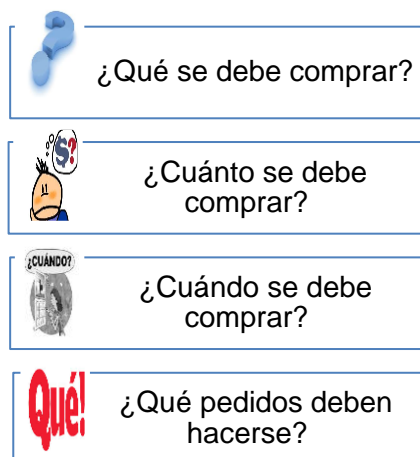 ¿Qué se debe comprar?
$?
¿Cuánto se debe
comprar?
¿CUÁNDO?
¿Cuándo se debe
comprar?
Qué!
¿Qué pedidos deben
hacerse?